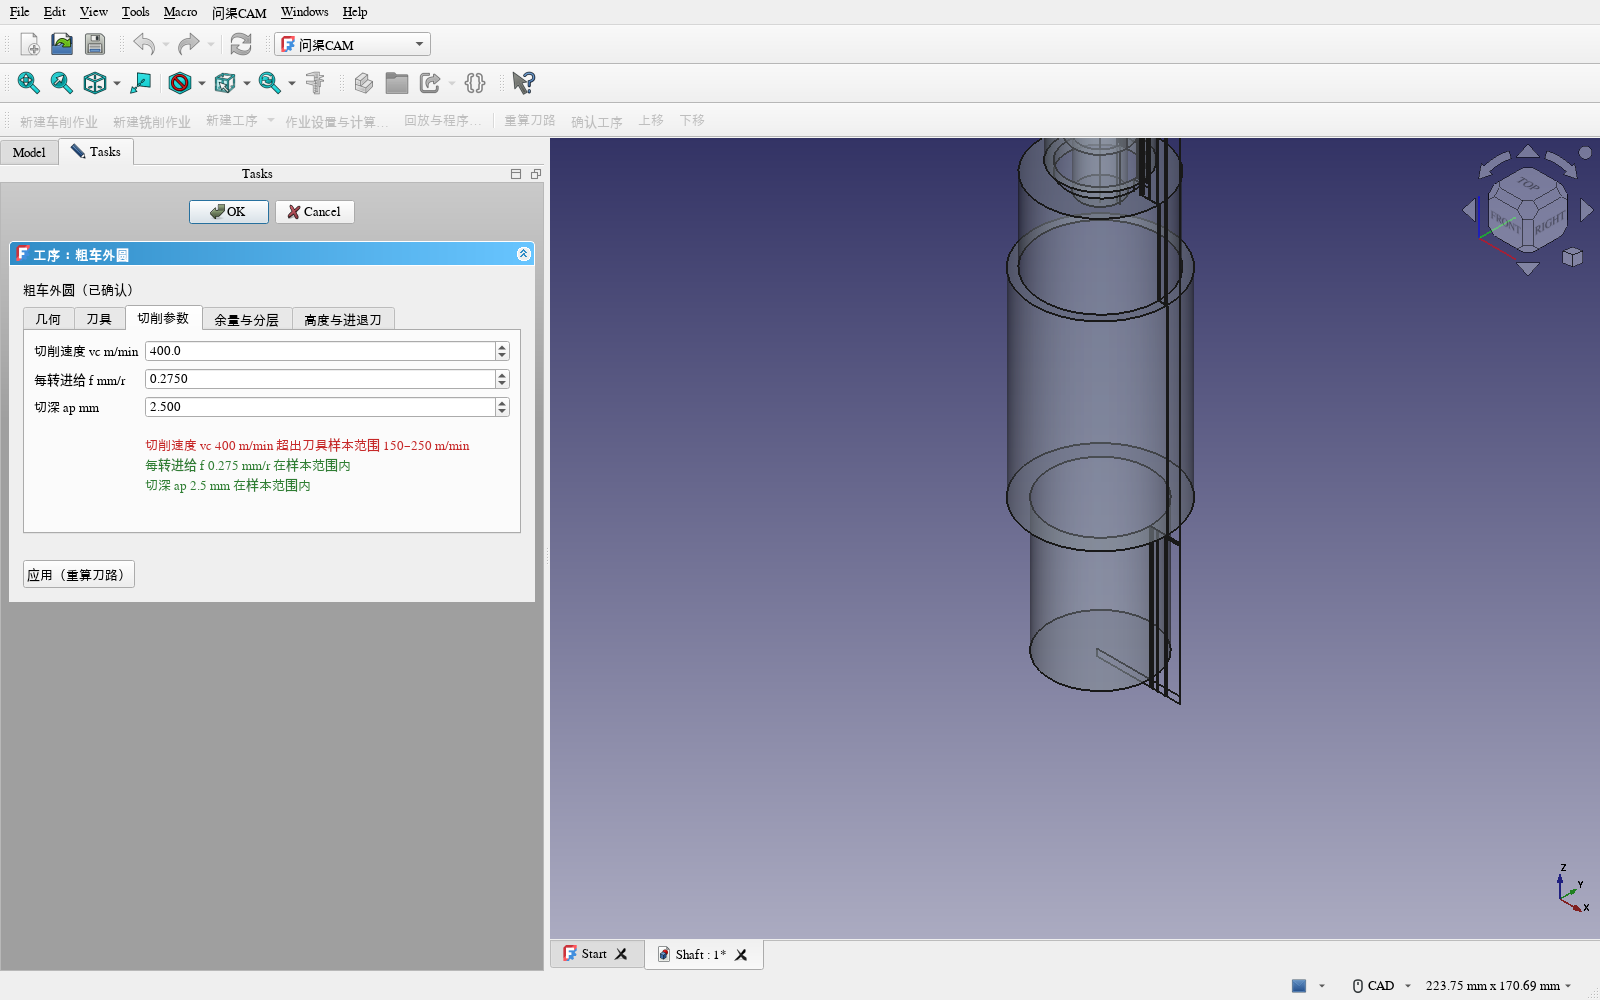 File Edit View Tools Macro 问渠CAM Windows Help
问渠CAM
新建车削作业 新建铣削作业 新建工序 作业设置与计算... 回放与程序... 重算刀路 确认工序 上移 下移
Model Tasks
Tasks
OK Cancel
工序：粗车外圆
粗车外圆（已确认）
几何 刀具 切削参数 余量与分层 高度与进退刀
切削速度 vc m/min 400.0
每转进给 f mm/r 0.2750
切深 ap mm 2.500
切削速度 vc 400 m/min 超出刀具样本范围 150–250 m/min
每转进给 f 0.275 mm/r 在样本范围内
切深 ap 2.5 mm 在样本范围内
应用（重算刀路）
TOP
FRONT RIGHT
Z
Y
X
Start Shaft : 1*
CAD 223.75 mm x 170.69 mm